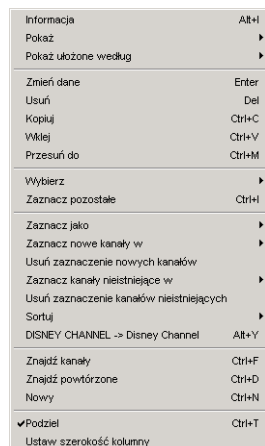 Informacja Alt+I
Pokaż
Pokaż ułożone według
Zmień dane Enter
Usuń Del
Kopiuj Ctrl+C
Wklej Ctrl+V
Przesuń do Ctrl+M
Wybierz
Zaznacz pozostałe Ctrl+I
Zaznacz jako
Zaznacz nowe kanały w
Usuń zaznaczenie nowych kanałów
Zaznacz kanały nieistniejące w
Usuń zaznaczenie kanałów nieistniejących
Sortuj
DISNEY CHANNEL -> Disney Channel Alt+Y
Znajdź kanały Ctrl+F
Znajdź powtórzone Ctrl+D
Nowy Ctrl+N
Podziel Ctrl+T
Ustaw szerokość kolumny